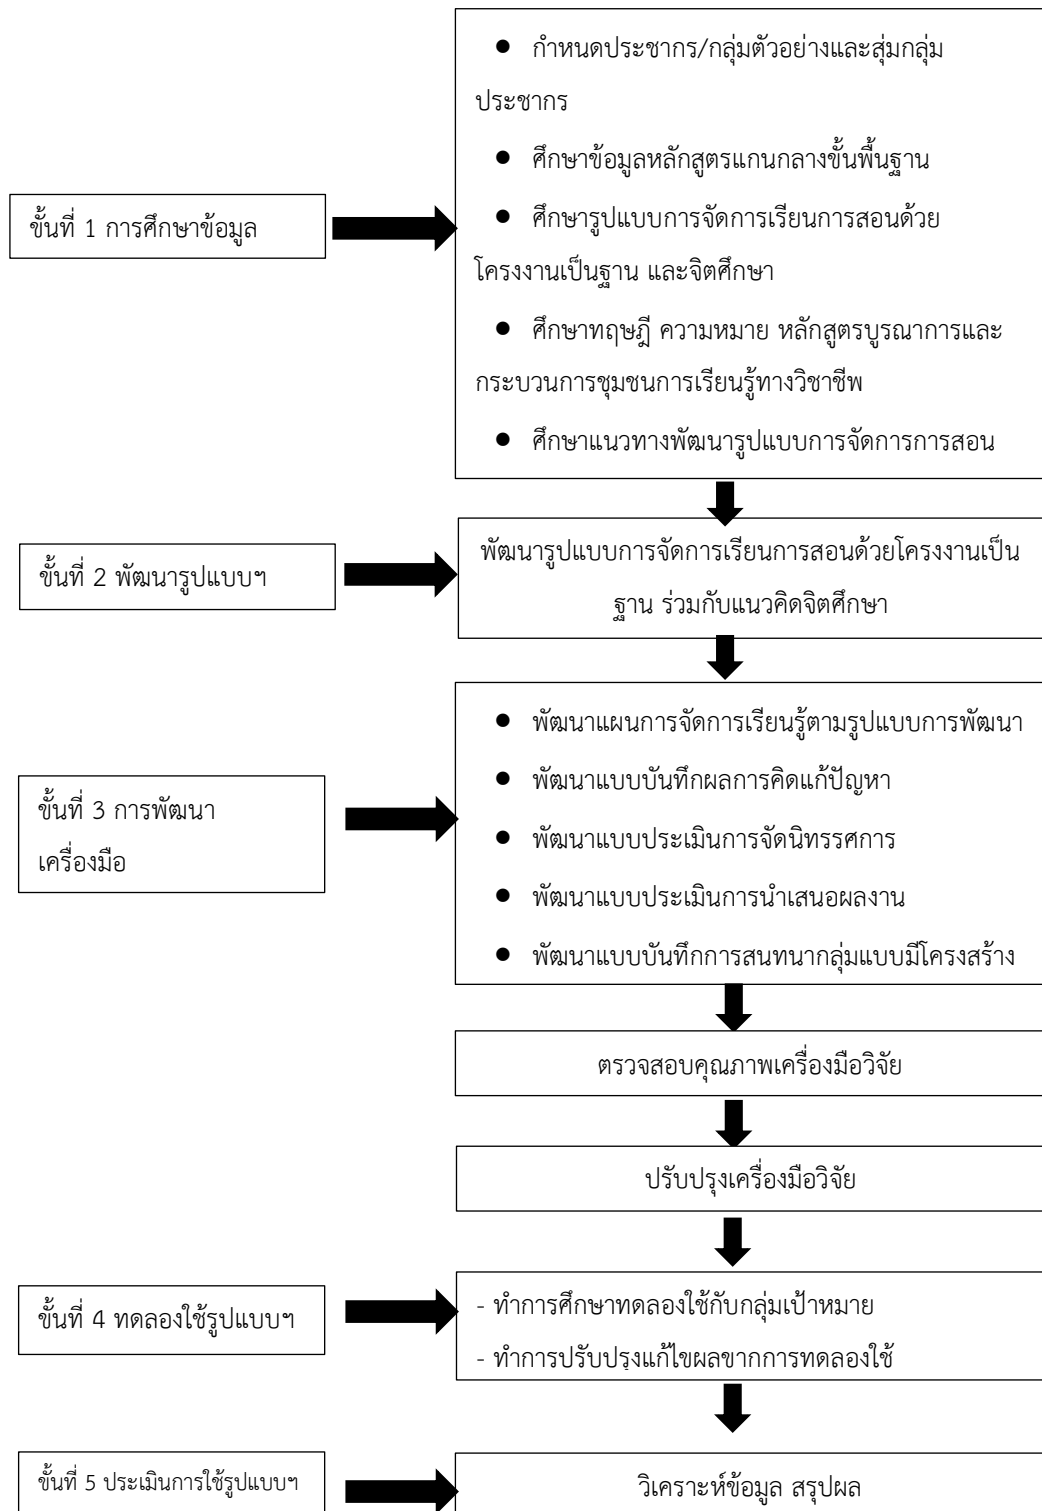 ● กำหนดประชากร/กลุ่มตัวอย่างและสุ่มกลุ่ม
ประชากร
● ศึกษาข้อมูลหลักสูตรแกนกลางขั้นพื้นฐาน
ขั้นที่ 1 การศึกษาข้อมูล
● ศึกษารูปแบบการจัดการเรียนการสอนด้วย
โครงงานเป็นฐาน และจิตศึกษา
● ศึกษาทฤษฎี ความหมาย หลักสูตรบูรณาการและ
กระบวนการชุมชนการเรียนรู้ทางวิชาชีพ
● ศึกษาแนวทางพัฒนารูปแบบการจัดการการสอน
ขั้นที่ 2 พัฒนารูปแบบฯ
พัฒนารูปแบบการจัดการเรียนการสอนด้วยโครงงานเป็น
ฐาน ร่วมกับแนวคิดจิตศึกษา
ขั้นที่ 3 การพัฒนา
เครื่องมือ
● พัฒนาแผนการจัดการเรียนรู้ตามรูปแบบการพัฒนา
● พัฒนาแบบบันทึกผลการคิดแก้ปัญหา
● พัฒนาแบบประเมินการจัดนิทรรศการ
● พัฒนาแบบประเมินการนำเสนอผลงาน
● พัฒนาแบบบันทึกการสนทนากลุ่มแบบมีโครงสร้าง
ตรวจสอบคุณภาพเครื่องมือวิจัย
ปรับปรุงเครื่องมือวิจัย
ขั้นที่ 4 ทดลองใช้รูปแบบฯ
- ทำการศึกษาทดลองใช้กับกลุ่มเป้าหมาย
- ทำการปรับปรุงแก้ไขผลขากการทดลองใช้
ขั้นที่ 5 ประเมินการใช้รูปแบบฯ
วิเคราะห์ข้อมูล สรุปผล